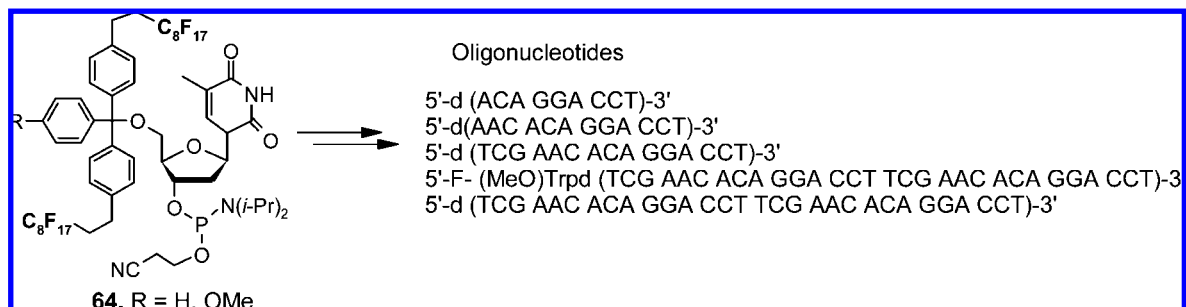 C8F17
O
NH
O
R
O
O
O
N(i-Pr)2
P
C8F17
O
NC
64, R = H, OMe
Oligonucleotides
5'-d (ACA GGA CCT)-3'
5'-d(AAC ACA GGA CCT)-3'
5'-d (TCG AAC ACA GGA CCT)-3'
5'-F- (MeO)Trpd (TCG AAC ACA GGA CCT TCG AAC ACA GGA CCT)-3
5'-d (TCG AAC ACA GGA CCT TCG AAC ACA GGA CCT)-3'